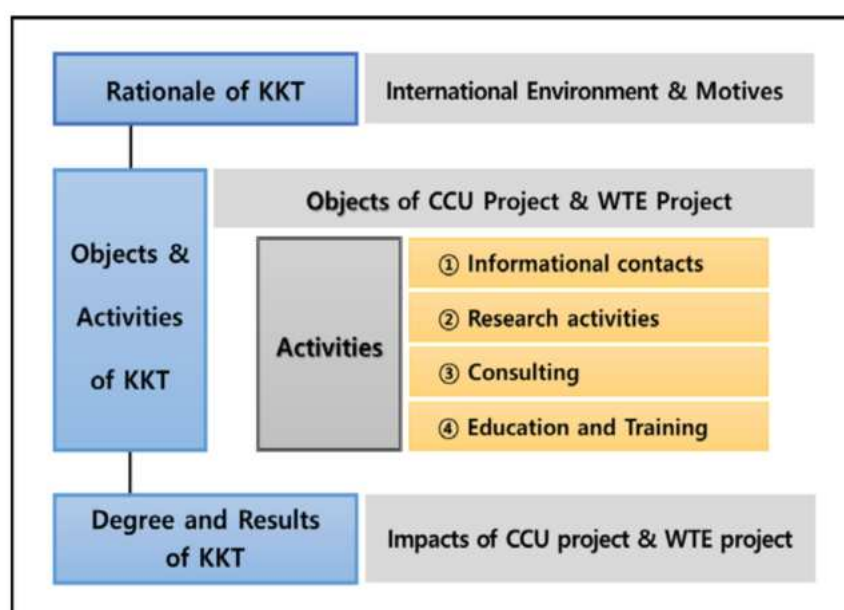 Rationale of KKT
International Environment & Motives
Objects of CCU Project & WTE Project
Objects &
Activities
of KKT
Activities
① Informational contacts
② Research activities
③ Consulting
④ Education and Training
Degree and Results
of KKT
Impacts of CCU project & WTE project